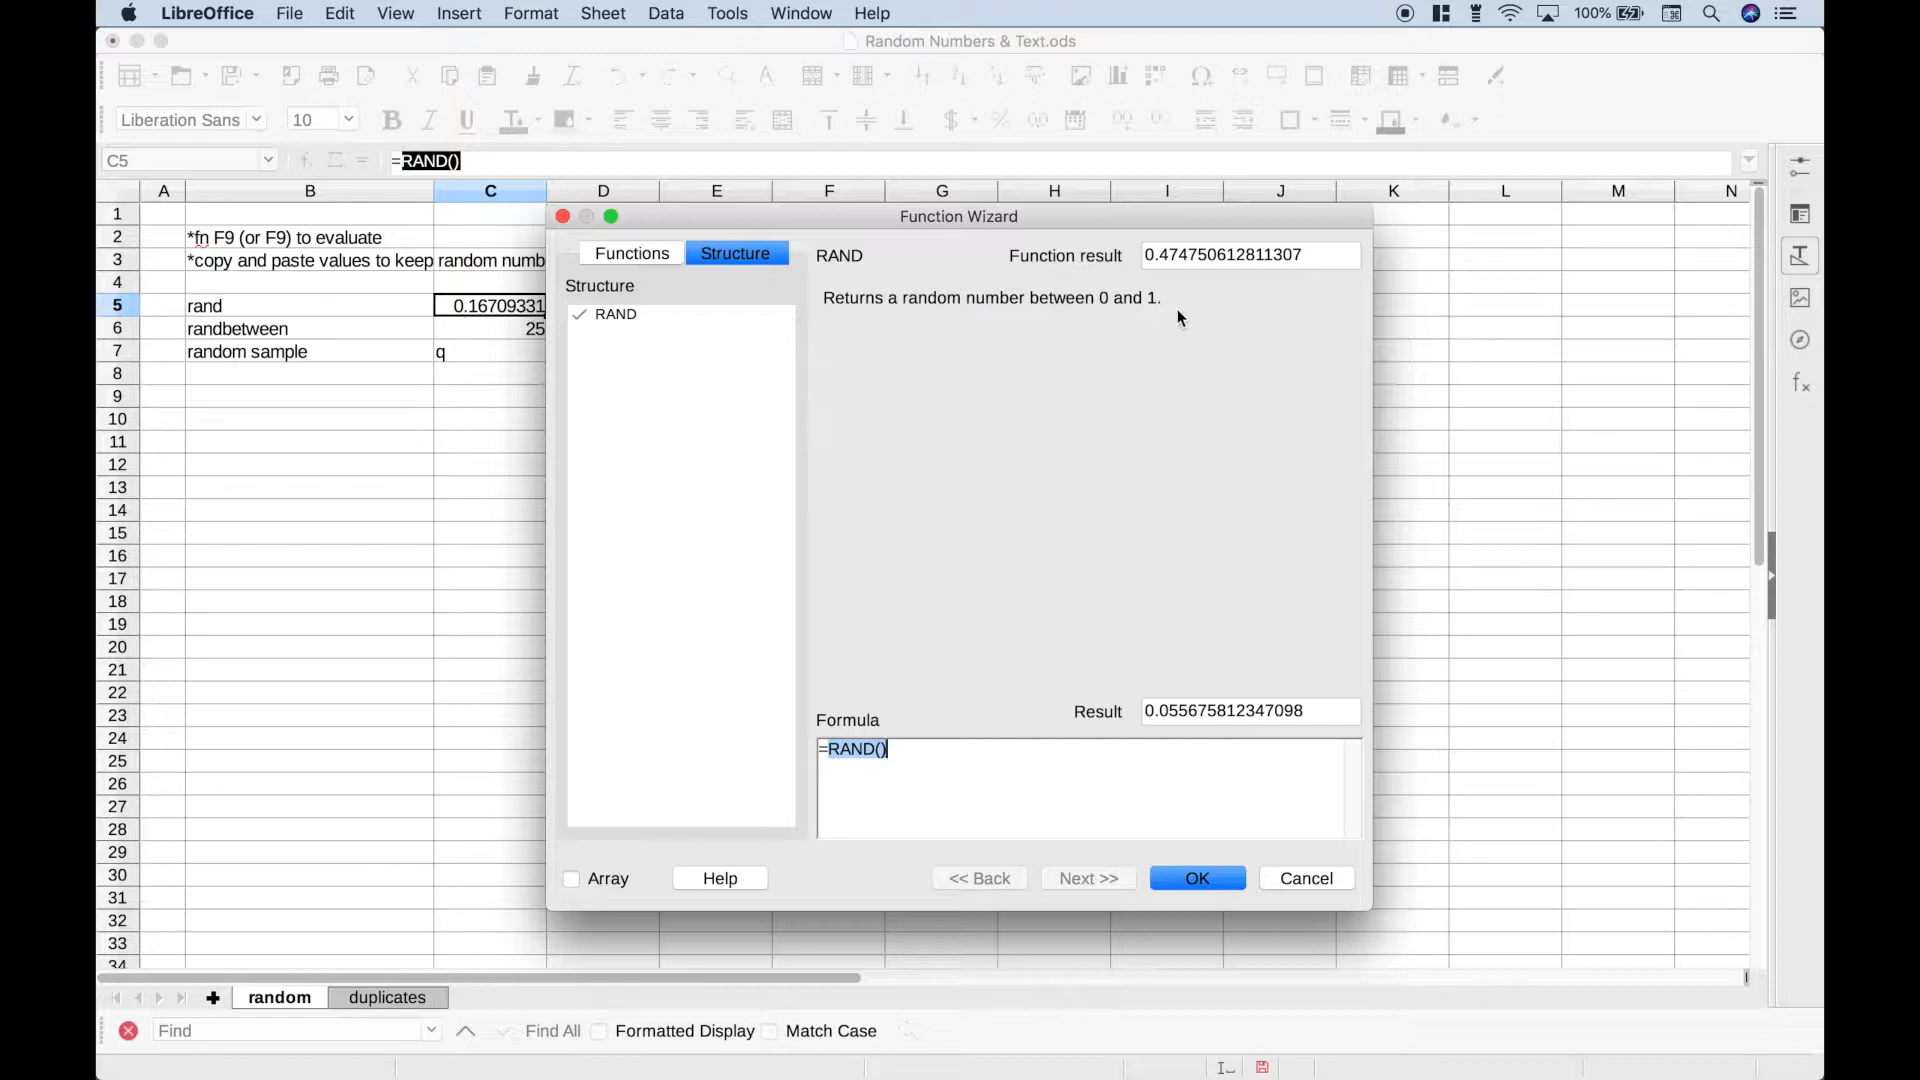 LibreOffice File Edit View Insert Format Sheet Data Tools Window Help 100%
Random Numbers & Text.ods
Liberation Sans 10
C5 =RAND()
A B C D E F G H I J K L M N
1
2 *fn F9 (or F9) to evaluate
3 *copy and paste values to keep random numb
4
5 rand 0.16709331
6 randbetween 25
7 random sample q
8
9
10
11
12
13
14
15
16
17
18
19
20
21
22
23
24
25
26
27
28
29
30
31
32
33
34
Function Wizard
Functions Structure
RAND Function result 0.474750612811307
Structure
Returns a random number between 0 and 1.
RAND
Formula Result 0.055675812347098
=RAND()
Array Help << Back Next >> OK Cancel
random duplicates
Find Find All Formatted Display Match Case